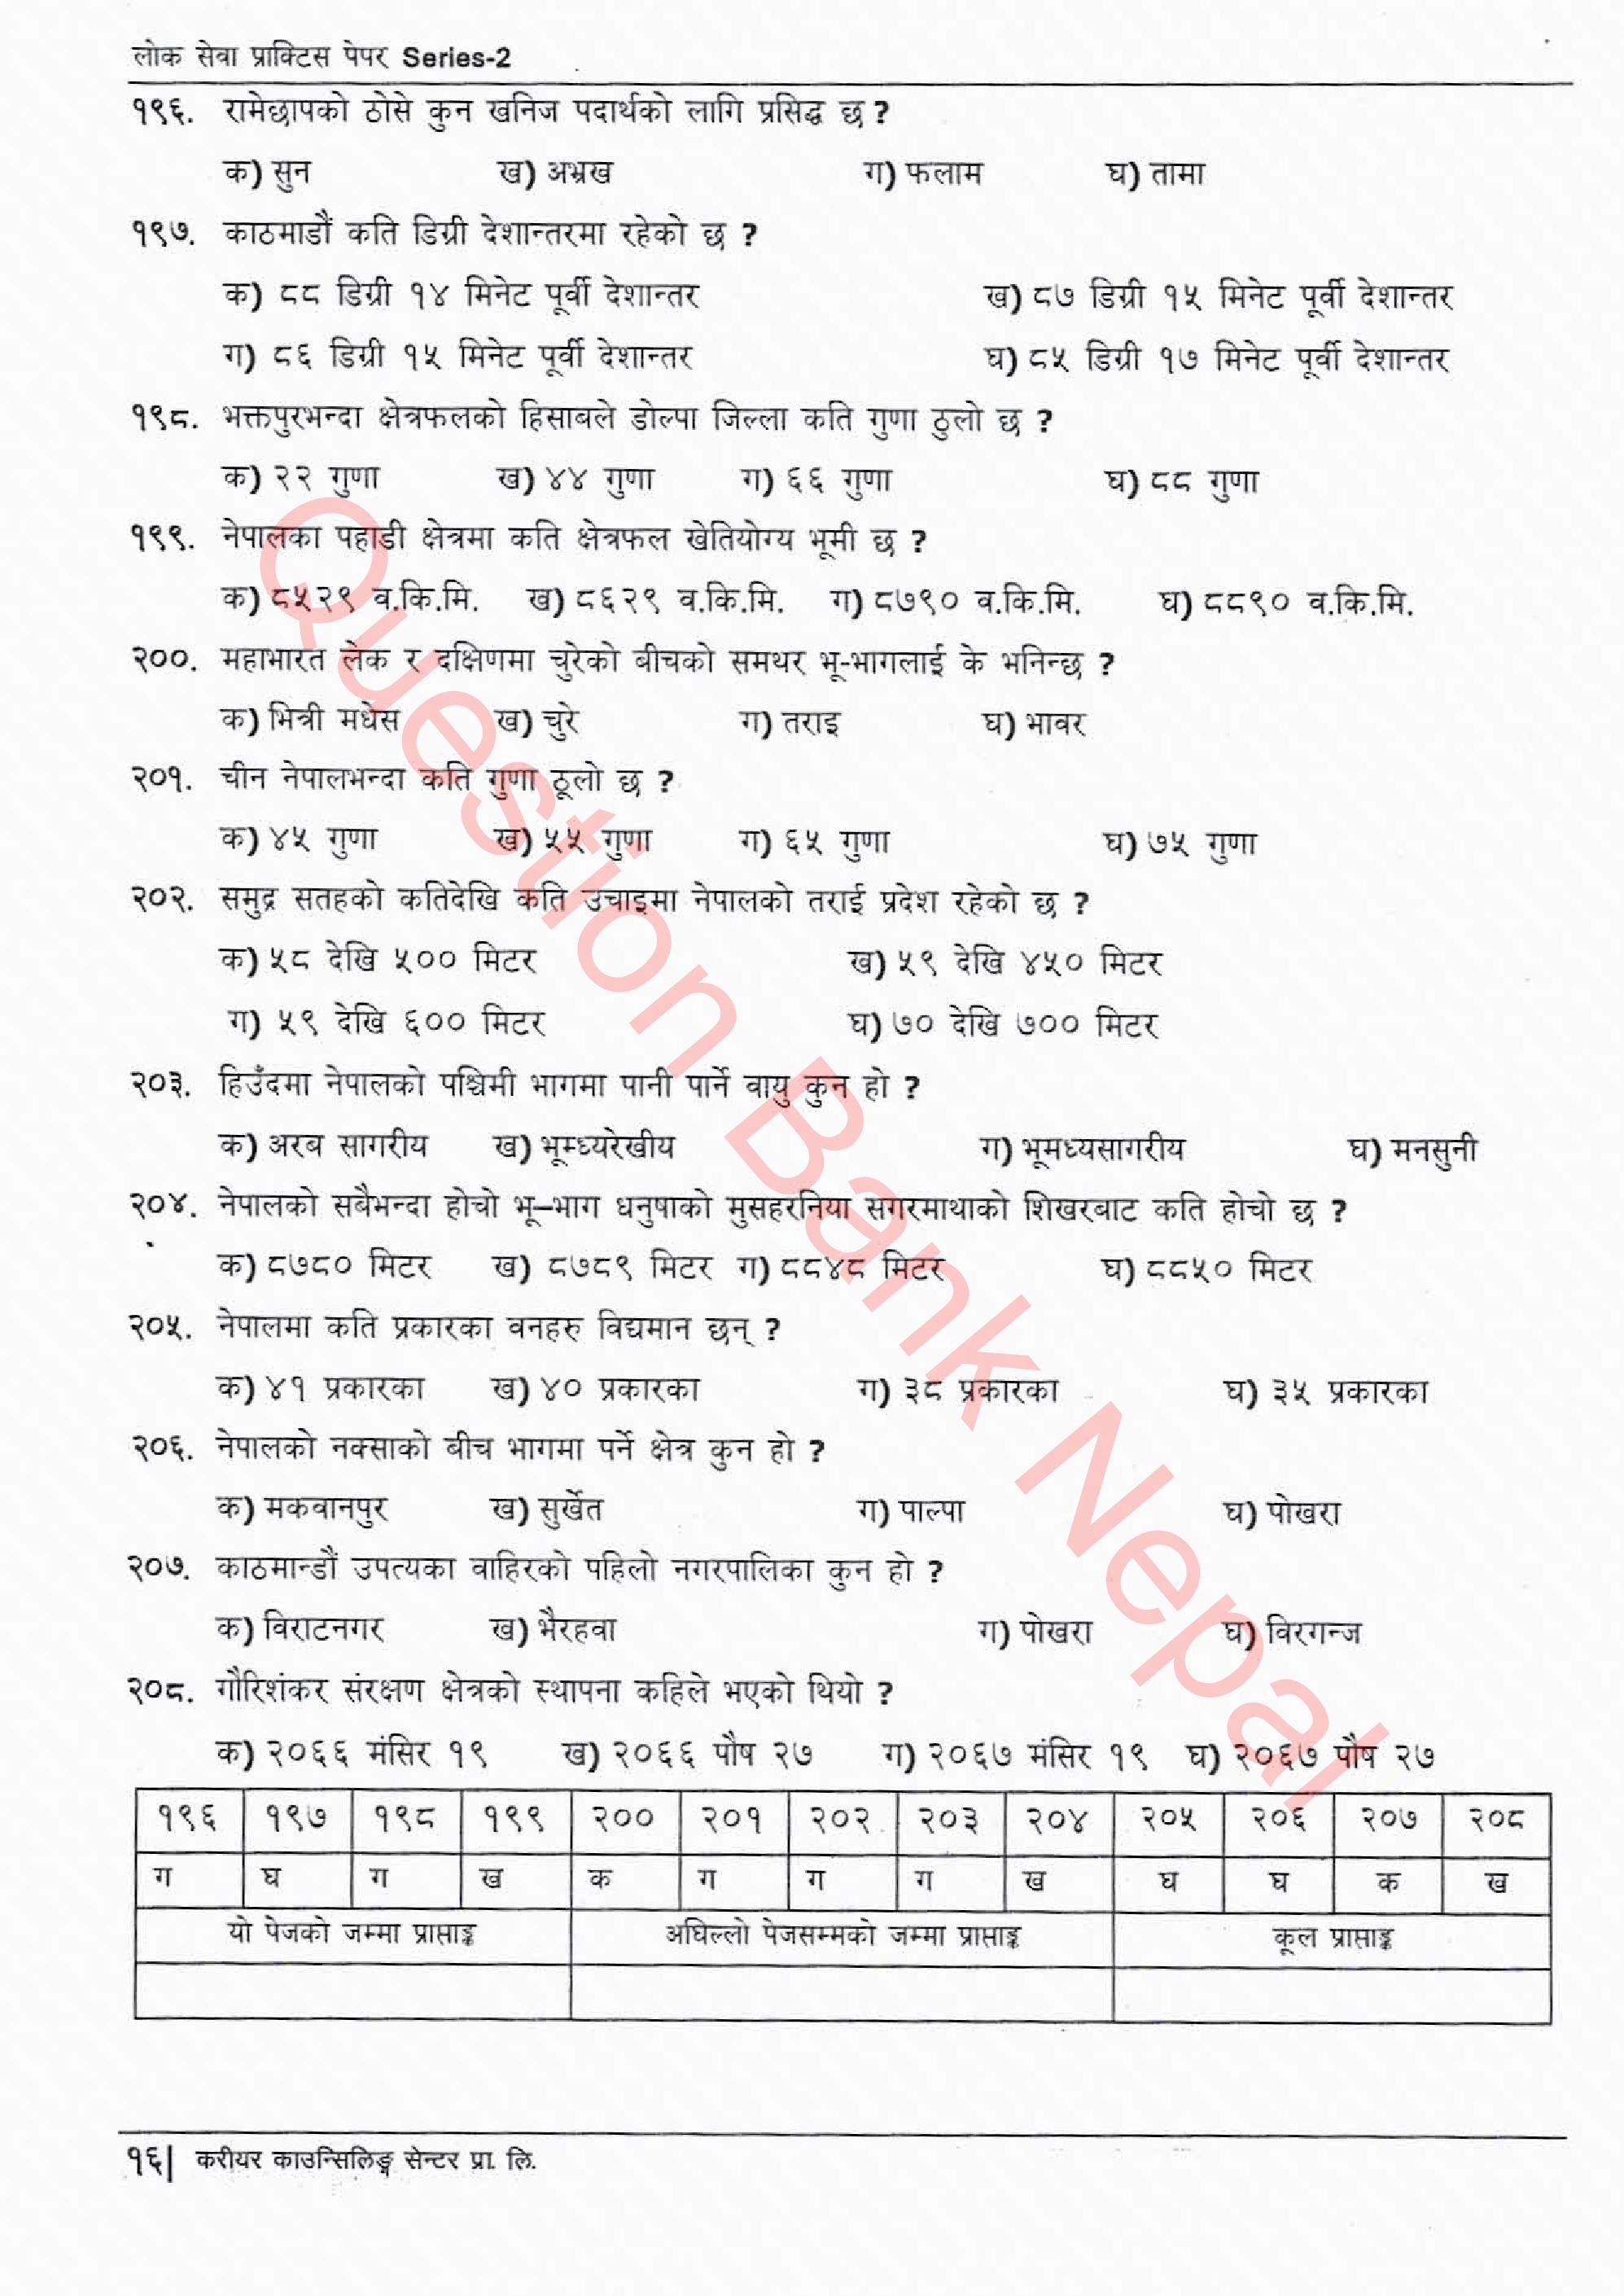 लोक सेवा प्राक्टिस पेपर Series-2
१९६. रामेछापको ठोसे कुन खनिज पदार्थको लागि प्रसिद्ध छ ?
क) सुन ख) अभ्रख ग) फलाम घ) तामा
१९७. काठमाडौं कति डिग्री देशान्तरमा रहेको छ ?
क) ८८ डिग्री १४ मिनेट पूर्वी देशान्तर ख) ८७ डिग्री १५ मिनेट पूर्वी देशान्तर
ग) ८६ डिग्री १५ मिनेट पूर्वी देशान्तर घ) ८५ डिग्री १७ मिनेट पूर्वी देशान्तर
१९८. भक्तपुरभन्दा क्षेत्रफलको हिसाबले डोल्पा जिल्ला कति गुणा ठुलो छ ?
क) २२ गुणा ख) ४४ गुणा ग) ६६ गुणा घ) ८८ गुणा
१९९. नेपालका पहाडी क्षेत्रमा कति क्षेत्रफल खेतियोग्य भूमी छ ?
क) ८५२९ व.कि.मि. ख) ८६२९ व.कि.मि. ग) ८७९० व.कि.मि. घ) ८८९० व.कि.मि.
२००. महाभारत लेक र दक्षिणमा चुरेको बीचको समथर भू-भागलाई के भनिन्छ ?
क) भित्री मधेस ख) चुरे ग) तराइ घ) भावर
२०१. चीन नेपालभन्दा कति गुणा ठूलो छ ?
क) ४५ गुणा ख) ५५ गुणा ग) ६५ गुणा घ) ७५ गुणा
२०२. समुद्र सतहको कतिदेखि कति उचाइमा नेपालको तराई प्रदेश रहेको छ ?
क) ५८ देखि ५०० मिटर ख) ५९ देखि ४५० मिटर
ग) ५९ देखि ६०० मिटर घ) ७० देखि ७०० मिटर
२०३. हिउँदमा नेपालको पश्चिमी भागमा पानी पार्ने वायु कुन हो ?
क) अरब सागरीय ख) भूम्ध्यरेखीय ग) भूमध्यसागरीय घ) मनसुनी
२०४. नेपालको सबैभन्दा होचो भू–भाग धनुषाको मुसहरनिया सगरमाथाको शिखरबाट कति होचो छ ?
क) ८७८० मिटर ख) ८७८९ मिटर ग) ८८४८ मिटर घ) ८८५० मिटर
२०५. नेपालमा कति प्रकारका वनहरु विद्यमान छन् ?
क) ४१ प्रकारका ख) ४० प्रकारका ग) ३८ प्रकारका घ) ३५ प्रकारका
२०६. नेपालको नक्साको बीच भागमा पर्ने क्षेत्र कुन हो ?
क) मकवानपुर ख) सुर्खेत ग) पाल्पा घ) पोखरा
२०७. काठमान्डौं उपत्यका वाहिरको पहिलो नगरपालिका कुन हो ?
क) विराटनगर ख) भैरहवा ग) पोखरा घ) विरगन्ज
२०८. गौरिशंकर संरक्षण क्षेत्रको स्थापना कहिले भएको थियो ?
क) २०६६ मंसिर १९ ख) २०६६ पौष २७ ग) २०६७ मंसिर १९ घ) २०६७ पौष २७
१९६ १९७ १९८ १९९ २०० २०१ २०२ २०३ २०४ २०५ २०६ २०७ २०८
ग घ ग ख क ग ग ग ख घ घ क ख
यो पेजको जम्मा प्राप्ताङ्क अघिल्लो पेजसम्मको जम्मा प्राप्ताङ्क कूल प्राप्ताङ्क
१६| करीयर काउन्सिलिङ्ग सेन्टर प्रा. लि.
Question Bank Nepal